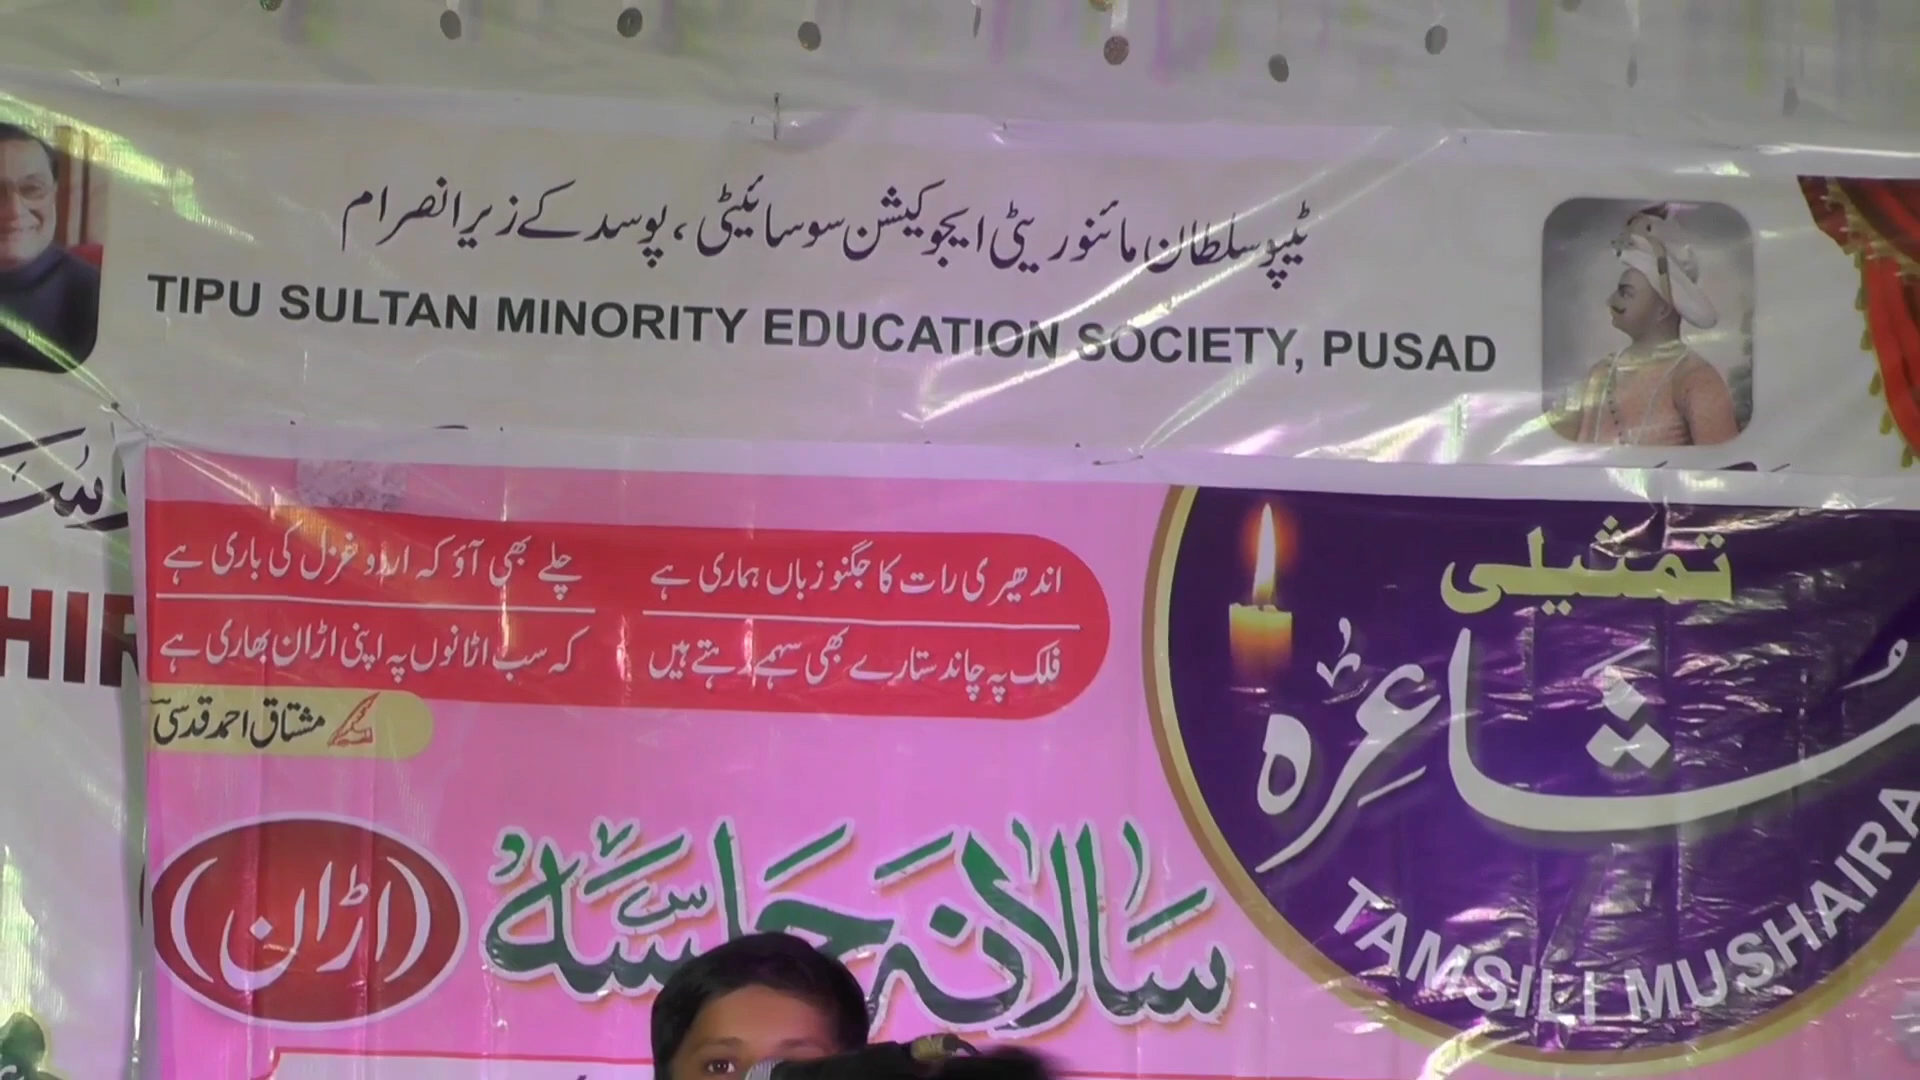 ٹیپو سلطان مائنوریٹی ایجوکیشن سوسائیٹی، پوسد کے زیرِ انصرام
TIPU SULTAN MINORITY EDUCATION SOCIETY, PUSAD
اندھیری رات کا جگنو زباں ہماری ہے
چلے بھی آؤ کہ اردو غزل کی باری ہے
فلک پہ چاند ستارے بھی سہمے رہتے ہیں
کہ سب اڑانوں پہ اپنی اڑان بھاری ہے
مشتاق احمد قدسی
تمثیلی
مشاعرہ
TAMSILI MUSHAIRA
سالانہ جلسہ
(اڑان)